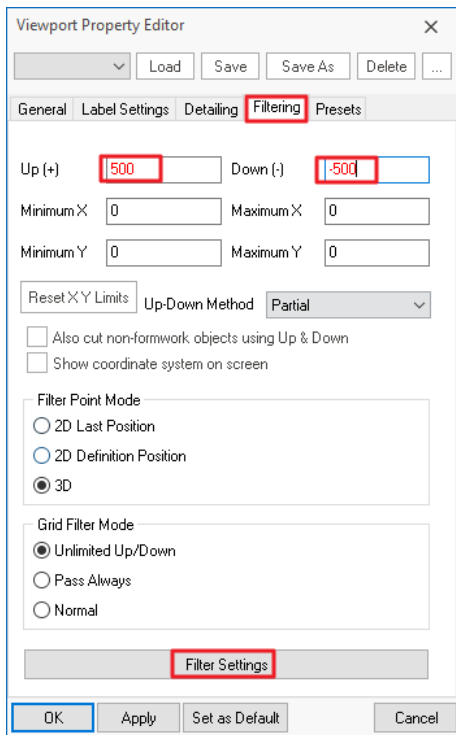 Viewport Property Editor
Load Save Save As Delete ...
General Label Settings Detailing Filtering Presets
Up (+) 500 Down (-) -500
Minimum X 0 Maximum X 0
Minimum Y 0 Maximum Y 0
Reset X Y Limits Up-Down Method Partial
Also cut non-formwork objects using Up & Down
Show coordinate system on screen
Filter Point Mode
2D Last Position
2D Definition Position
3D
Grid Filter Mode
Unlimited Up/Down
Pass Always
Normal
Filter Settings
OK Apply Set as Default Cancel